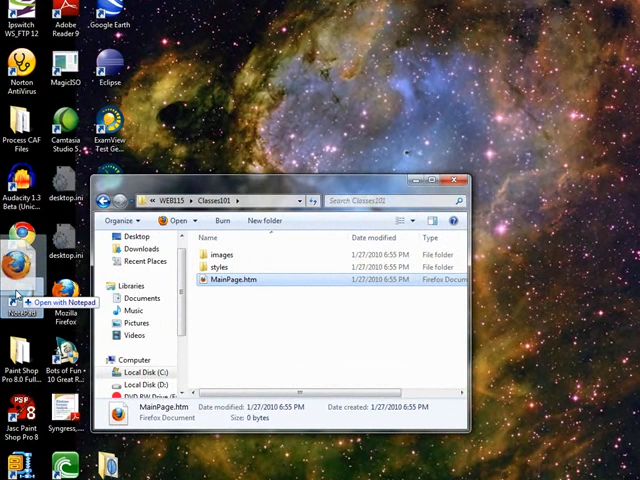 Ipswitch
WS_FTP 12
Adobe
Reader 9
Google Earth
Norton
AntiVirus
MagicISO
Eclipse
Process CAF
Files
Camtasia
Studio 5...
ExamView
Test Ge...
Audacity 1.3
Beta (Unic...
desktop.ini
desktop.ini
Open with Notepad
NotePad
Mozilla
Firefox
Paint Shop
Pro 8.0 Full...
Bots of Fun
10 Great R...
Jasc Paint
Shop Pro 8
Syngress,...
WEB115
Classes101
Search Classes101
Organize
Open
Burn
New folder
Desktop
Downloads
Recent Places
Libraries
Documents
Music
Pictures
Videos
Computer
Local Disk (C:)
Local Disk (D:)
DVD RW Drive (E
Name
Date modified
Type
images
1/27/2010 6:55 PM
File folder
styles
1/27/2010 6:55 PM
File folder
MainPage.htm
1/27/2010 6:55 PM
Firefox Docum
MainPage.htm
Date modified: 1/27/2010 6:55 PM
Date created: 1/27/2010 6:55 PM
Firefox Document
Size: 0 bytes